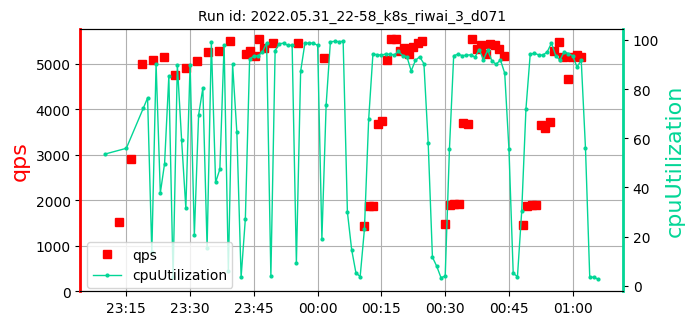 Run id: 2022.05.31_22-58_k8s_riwai_3_d071
qps
5000
4000
3000
2000
1000
0
100
80
60
40
20
0
cpuUtilization
qps
cpuUtilization
23:15 23:30 23:45 00:00 00:15 00:30 00:45 01:00